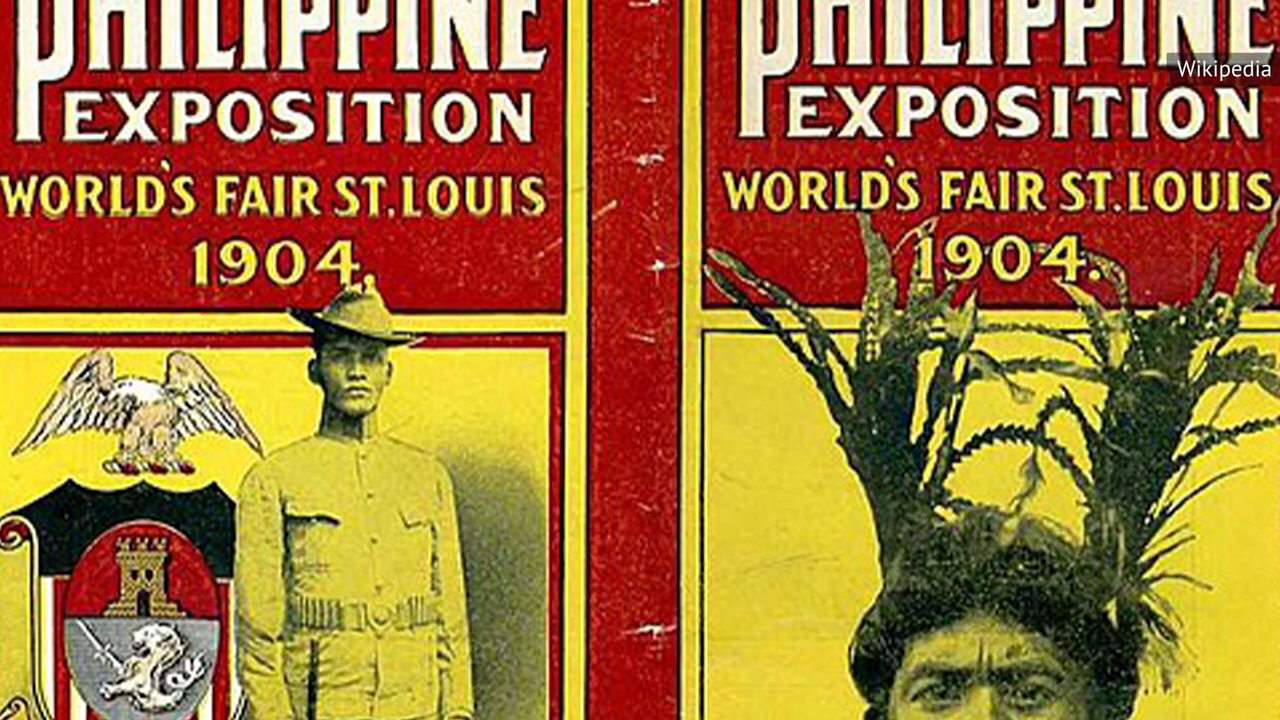 PHILIPPINE
EXPOSITION
WORLD'S FAIR ST. LOUIS
1904.
PHILIPPINE
EXPOSITION
WORLD'S FAIR ST. LOUIS
1904.
Wikipedia